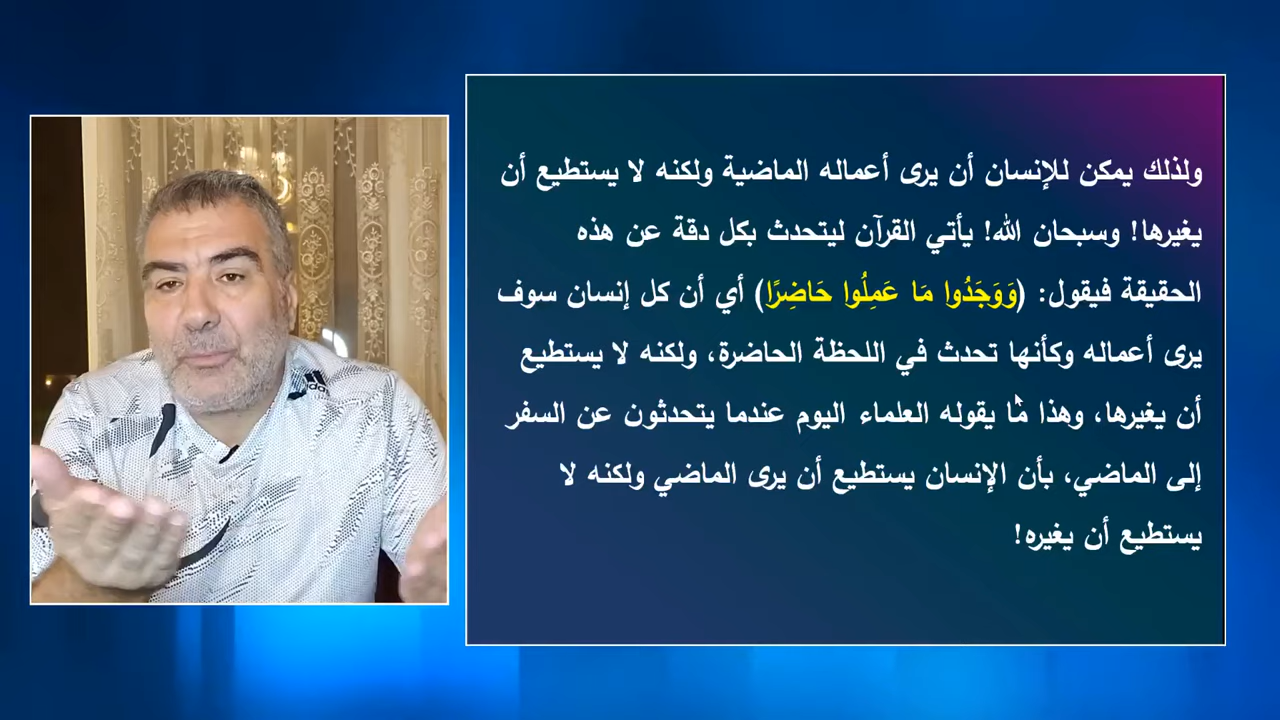 ولذلك يمكن للإنسان أن يرى أعماله الماضية ولكنه لا يستطيع أن
يغيرها! وسبحان الله! يأتي القرآن ليتحدث بكل دقة عن هذه
الحقيقة فيقول: (وَوَجَدُوا مَا عَمِلُوا حَاضِرًا) أي أن كل إنسان سوف
يرى أعماله وكأنها تحدث في اللحظة الحاضرة، ولكنه لا يستطيع
أن يغيرها، وهذا ما يقوله العلماء اليوم عندما يتحدثون عن السفر
إلى الماضي، بأن الإنسان يستطيع أن يرى الماضي ولكنه لا
يستطيع أن يغيره!